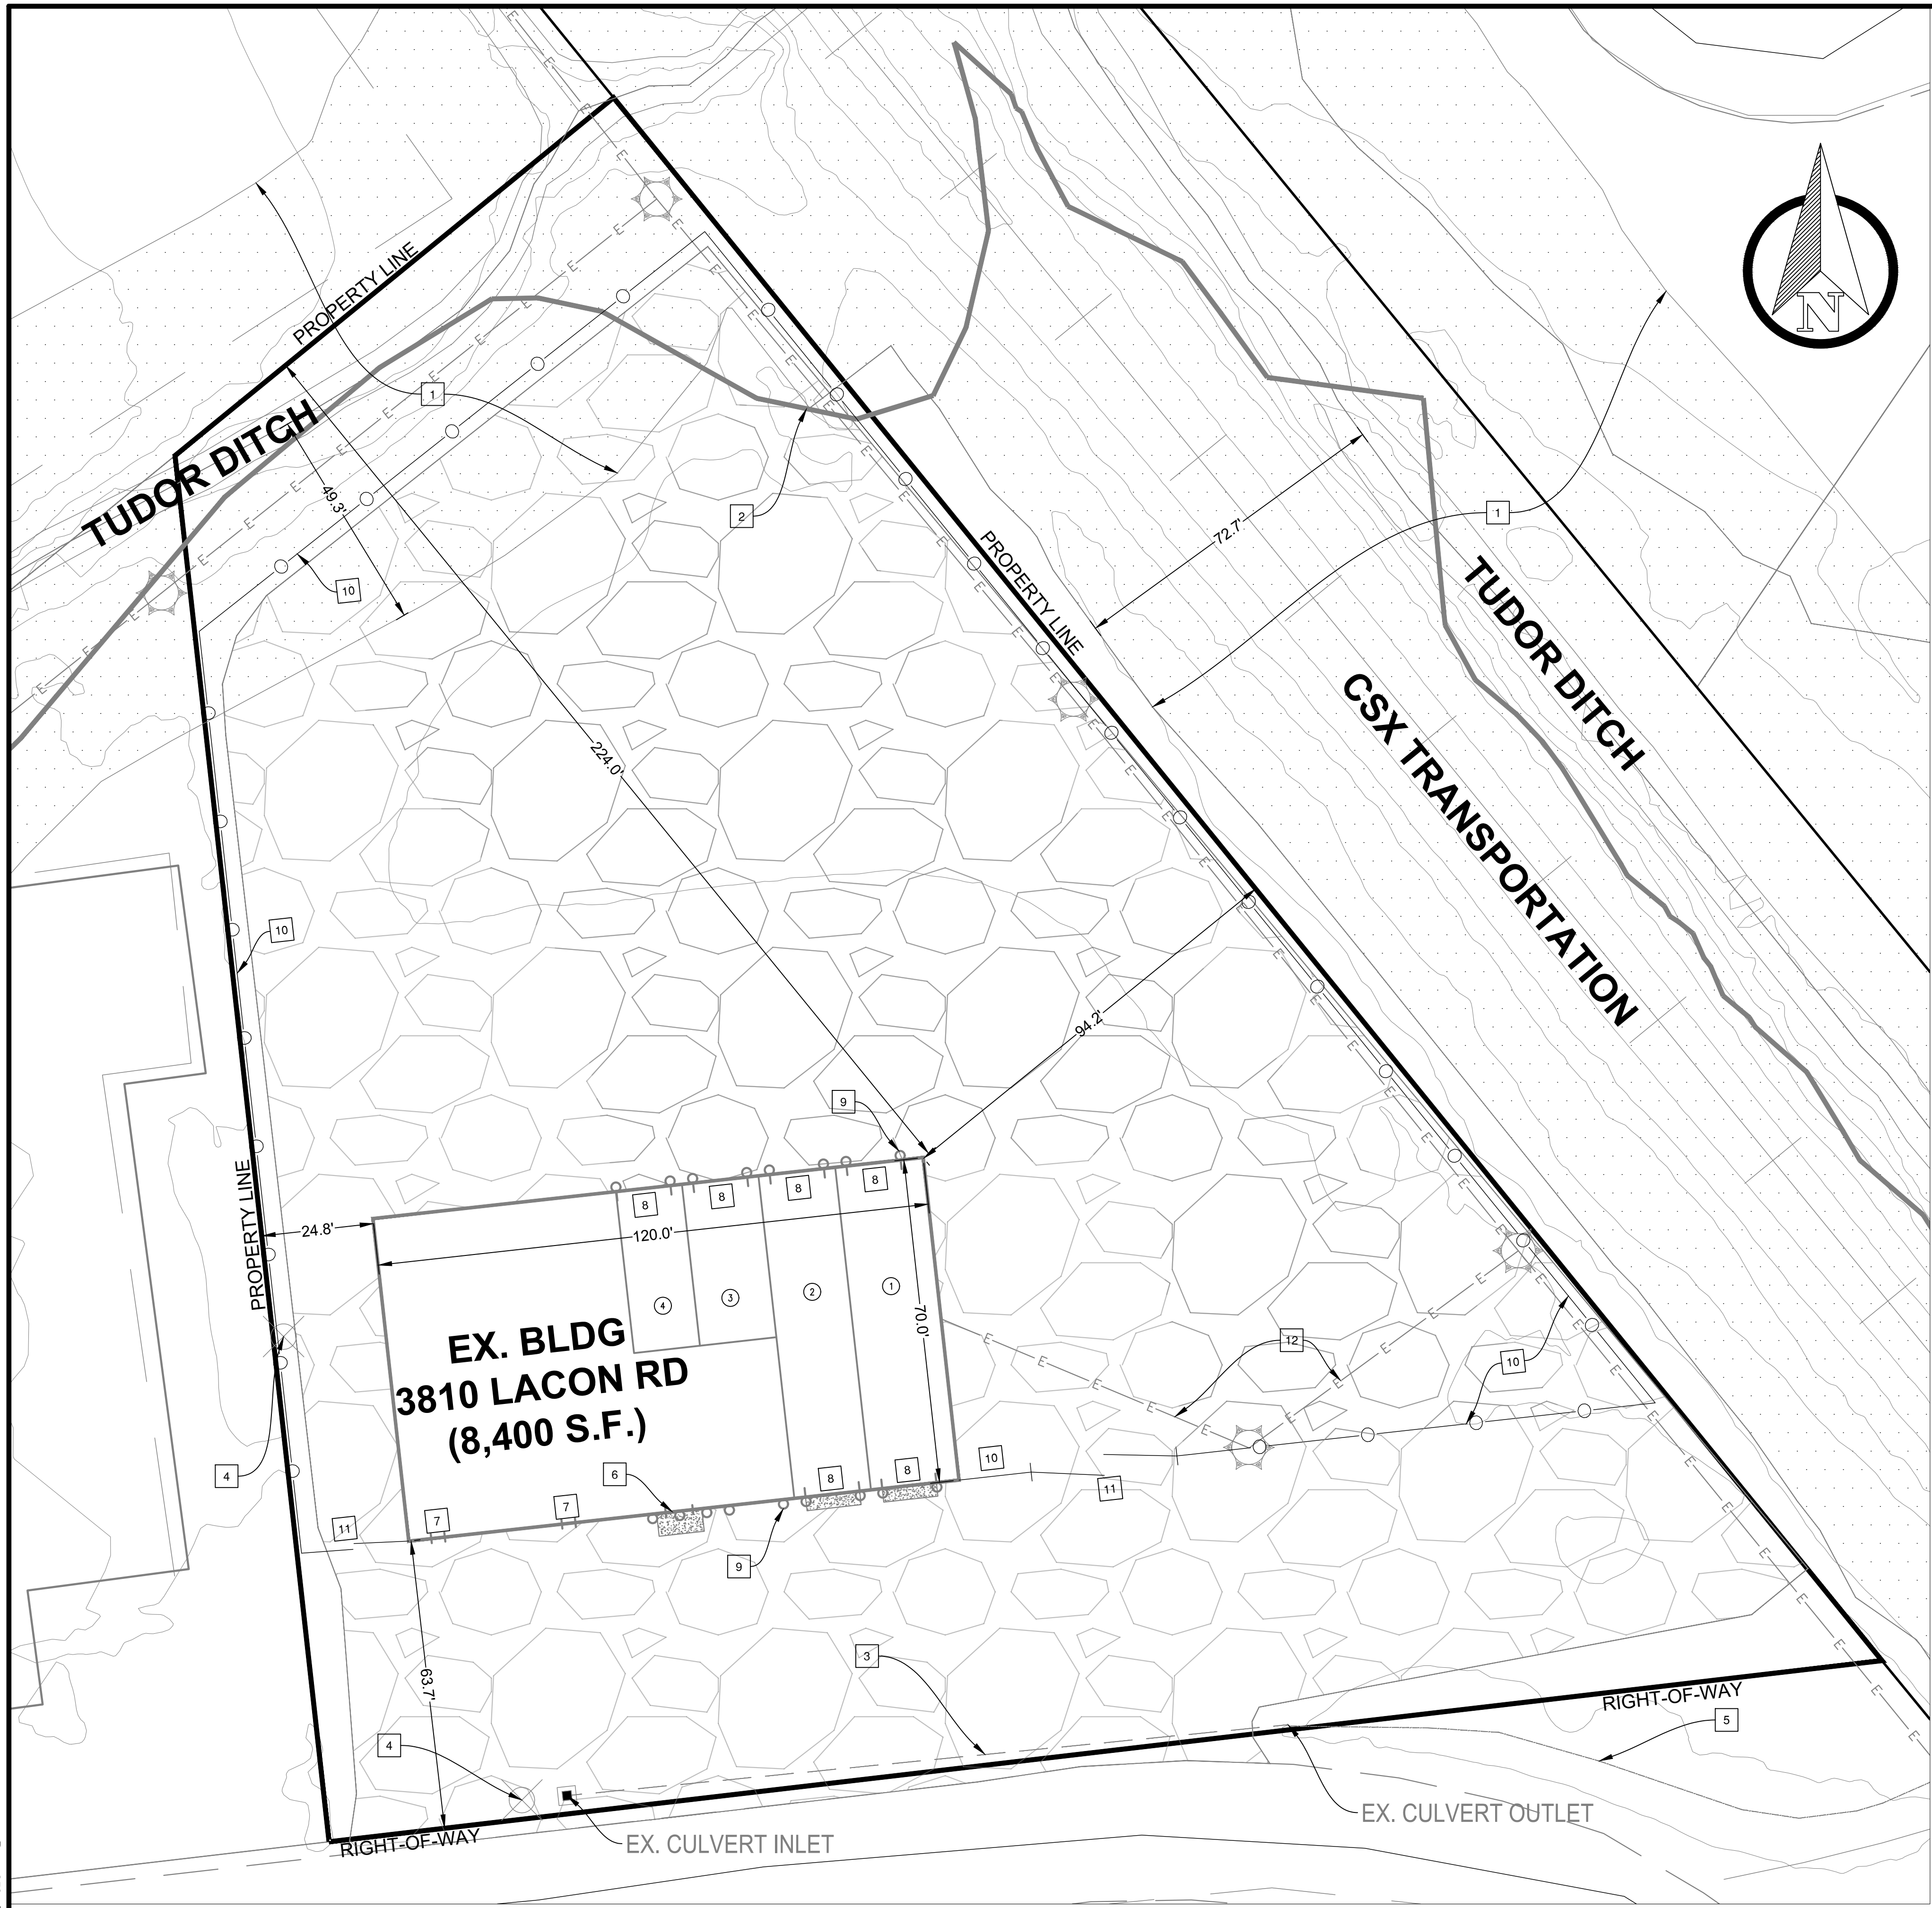 N
PROPERTY LINE
1
TUDOR DITCH
49.3'
10
2
72.7'
1
PROPERTY LINE
TUDOR DITCH
CSX TRANSPORTATION
224.0'
10
94.2'
9
8
8
8
8
PROPERTY LINE
24.8'
120.0'
4
3
2
1
70.0'
EX. BLDG
3810 LACON RD
(8,400 S.F.)
12
10
4
6
7
7
8
8
10
11
11
9
63.7'
3
4
RIGHT-OF-WAY
5
EX. CULVERT OUTLET
RIGHT-OF-WAY
EX. CULVERT INLET
E
E
E
E
E
E
E
E
E
E
E
E